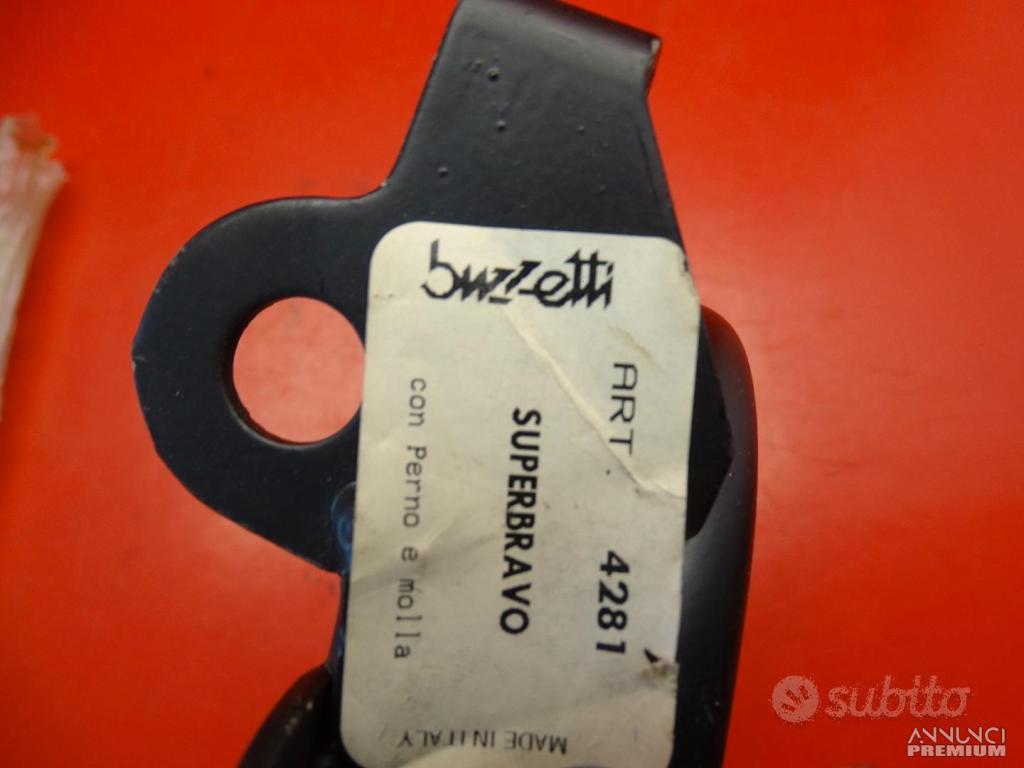 buzzetti
ART. 4281
SUPERBRAVO
con perno e molla
MADE IN ITALY
subito
ANNUNCI
PREMIUM